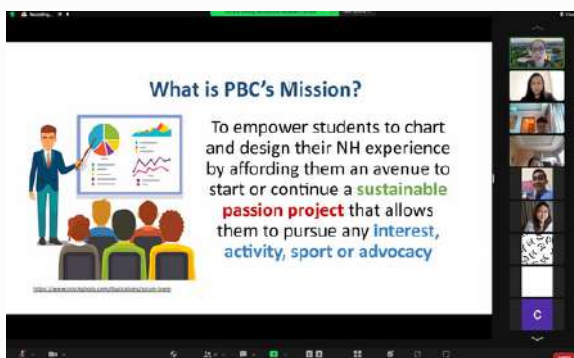 Recording...
What is PBC's Mission?
To empower students to chart
and design their NH experience
by affording them an avenue to
start or continue a sustainable
passion project that allows
them to pursue any interest,
activity, sport or advocacy
C